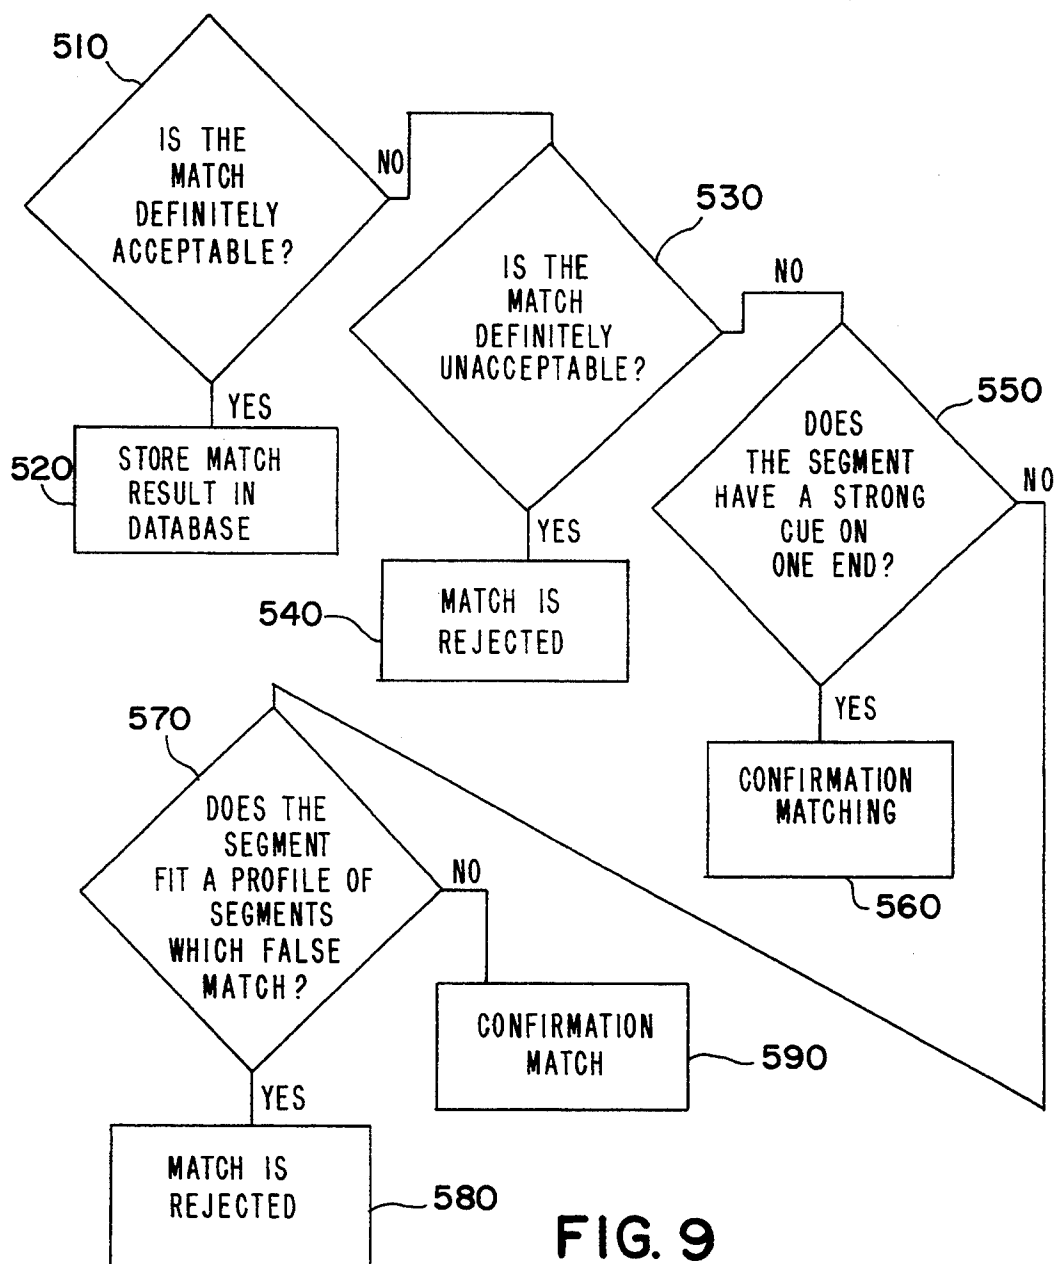 510
IS THE
MATCH
DEFINITELY
ACCEPTABLE?
NO
YES
520
STORE MATCH
RESULT IN
DATABASE
530
IS THE
MATCH
DEFINITELY
UNACCEPTABLE?
NO
YES
540
MATCH IS
REJECTED
550
DOES
THE SEGMENT
HAVE A STRONG
CUE ON
ONE END?
NO
YES
CONFIRMATION
MATCHING
560
570
DOES THE
SEGMENT
FIT A PROFILE OF
SEGMENTS
WHICH FALSE
MATCH?
NO
YES
CONFIRMATION
MATCH
590
MATCH IS
REJECTED
580
FIG. 9